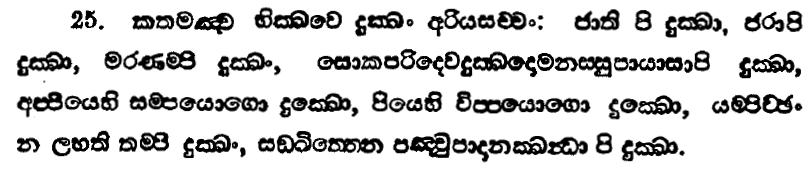 25. කතමඤ්ච භික්ඛවෙ දුක්ඛං අරියසච්චං: ජාති පි දුක්ඛා, ජරාපි
දුක්ඛා, මරණම්පි දුක්ඛං, සොකපරිදෙවදුක්ඛදොමනස්සුපායාසාපි දුක්ඛා,
අප්පියෙහි සම්පයොගො දුක්ඛො, පියෙහි විප්පයොගො දුක්ඛො, යම්පිච්ඡං
න ලභති තම්පි දුක්ඛං, සඞ්ඛිත්තෙන පඤ්චුපාදානක්ඛන්ධා පි දුක්ඛා.